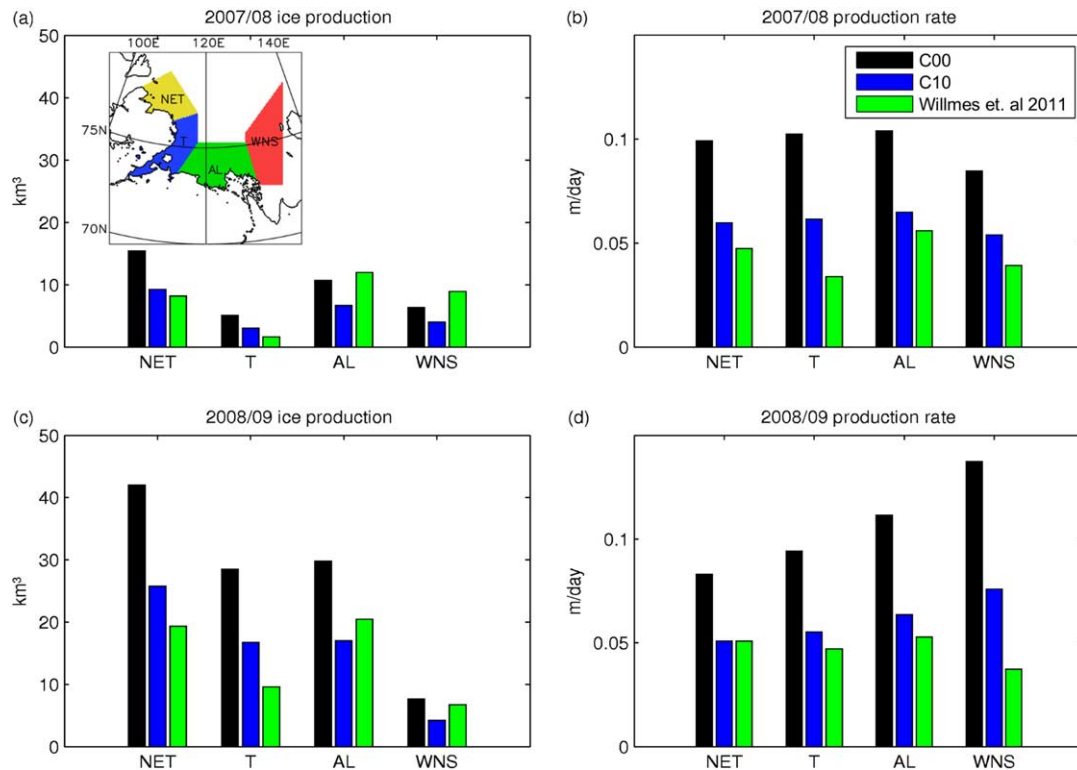 (a) 2007/08 ice production
50
40
30
20
10
0
km³
100E 120E 140E
75N
70N
NET
T
AL
WNS
NET T AL WNS
(b) 2007/08 production rate
0.1
0.05
0
m/day
C00
C10
Willmes et. al 2011
NET T AL WNS
(c) 2008/09 ice production
50
40
30
20
10
0
km³
NET T AL WNS
(d) 2008/09 production rate
0.1
0.05
0
m/day
NET T AL WNS